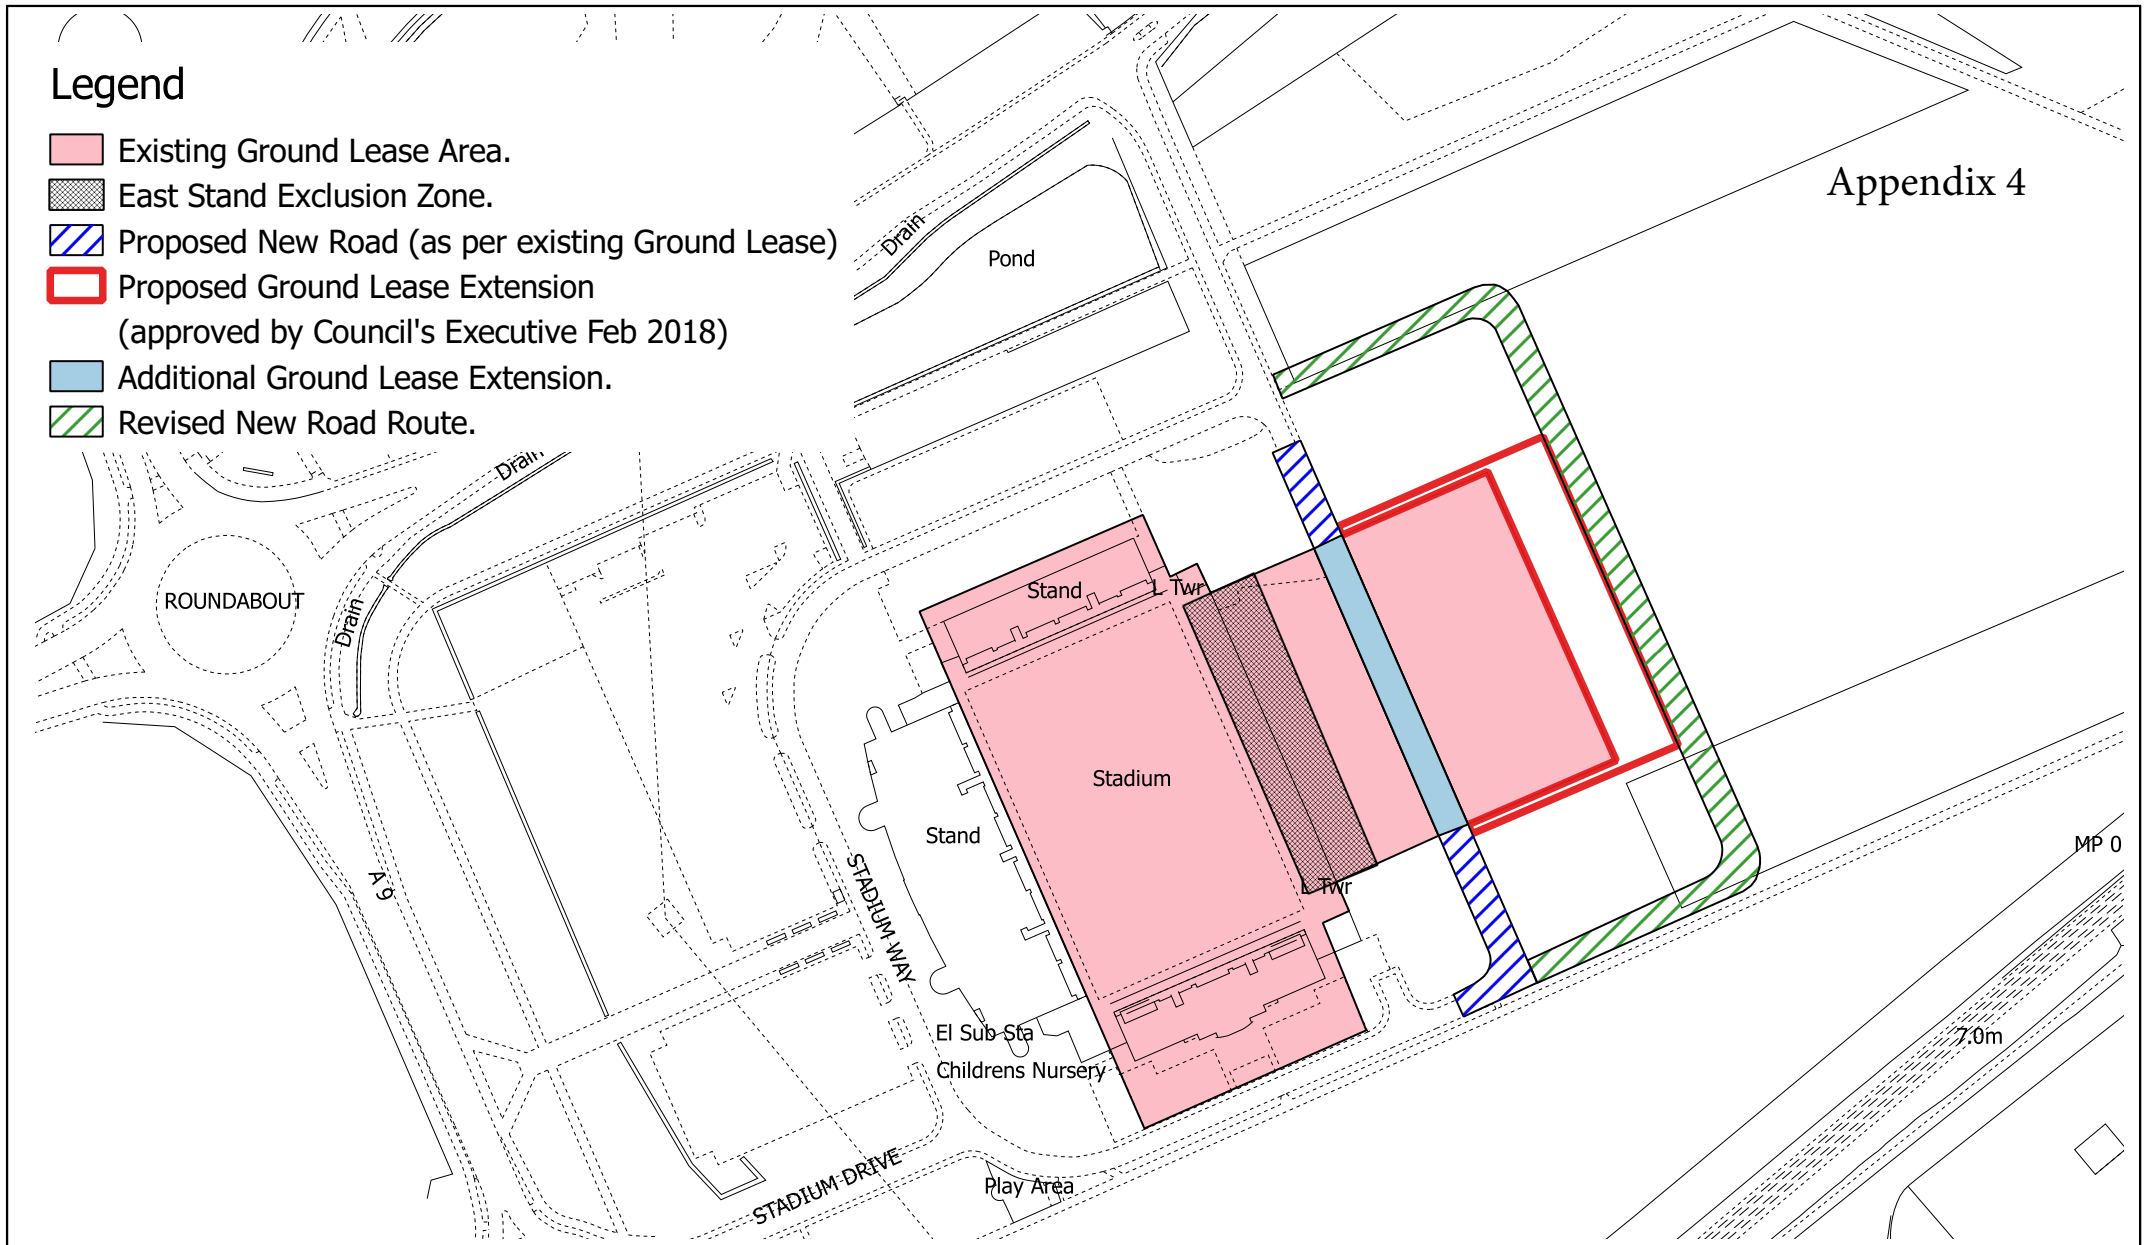 Legend
Existing Ground Lease Area.
East Stand Exclusion Zone.
Proposed New Road (as per existing Ground Lease)
Proposed Ground Lease Extension
(approved by Council's Executive Feb 2018)
Additional Ground Lease Extension.
Revised New Road Route.
Appendix 4
Drain
Pond
Drain
ROUNDABOUT
Drain
Stand
L Twr
Stadium
Stand
A 9
STADIUM WAY
L Twr
MP 0
El Sub Sta
7.0m
Childrens Nursery
STADIUM DRIVE
Play Area